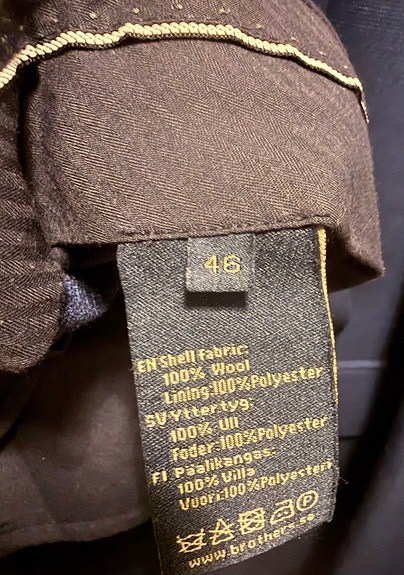 46
EN Shell fabric:
100% Wool
Lining:100%Polyester
SV Yttertyg:
100% Ull
Foder:100%Polyester
FI Päälikangas:
100% Villa
Vuori:100%Polyesteri
P
www.brothers.se